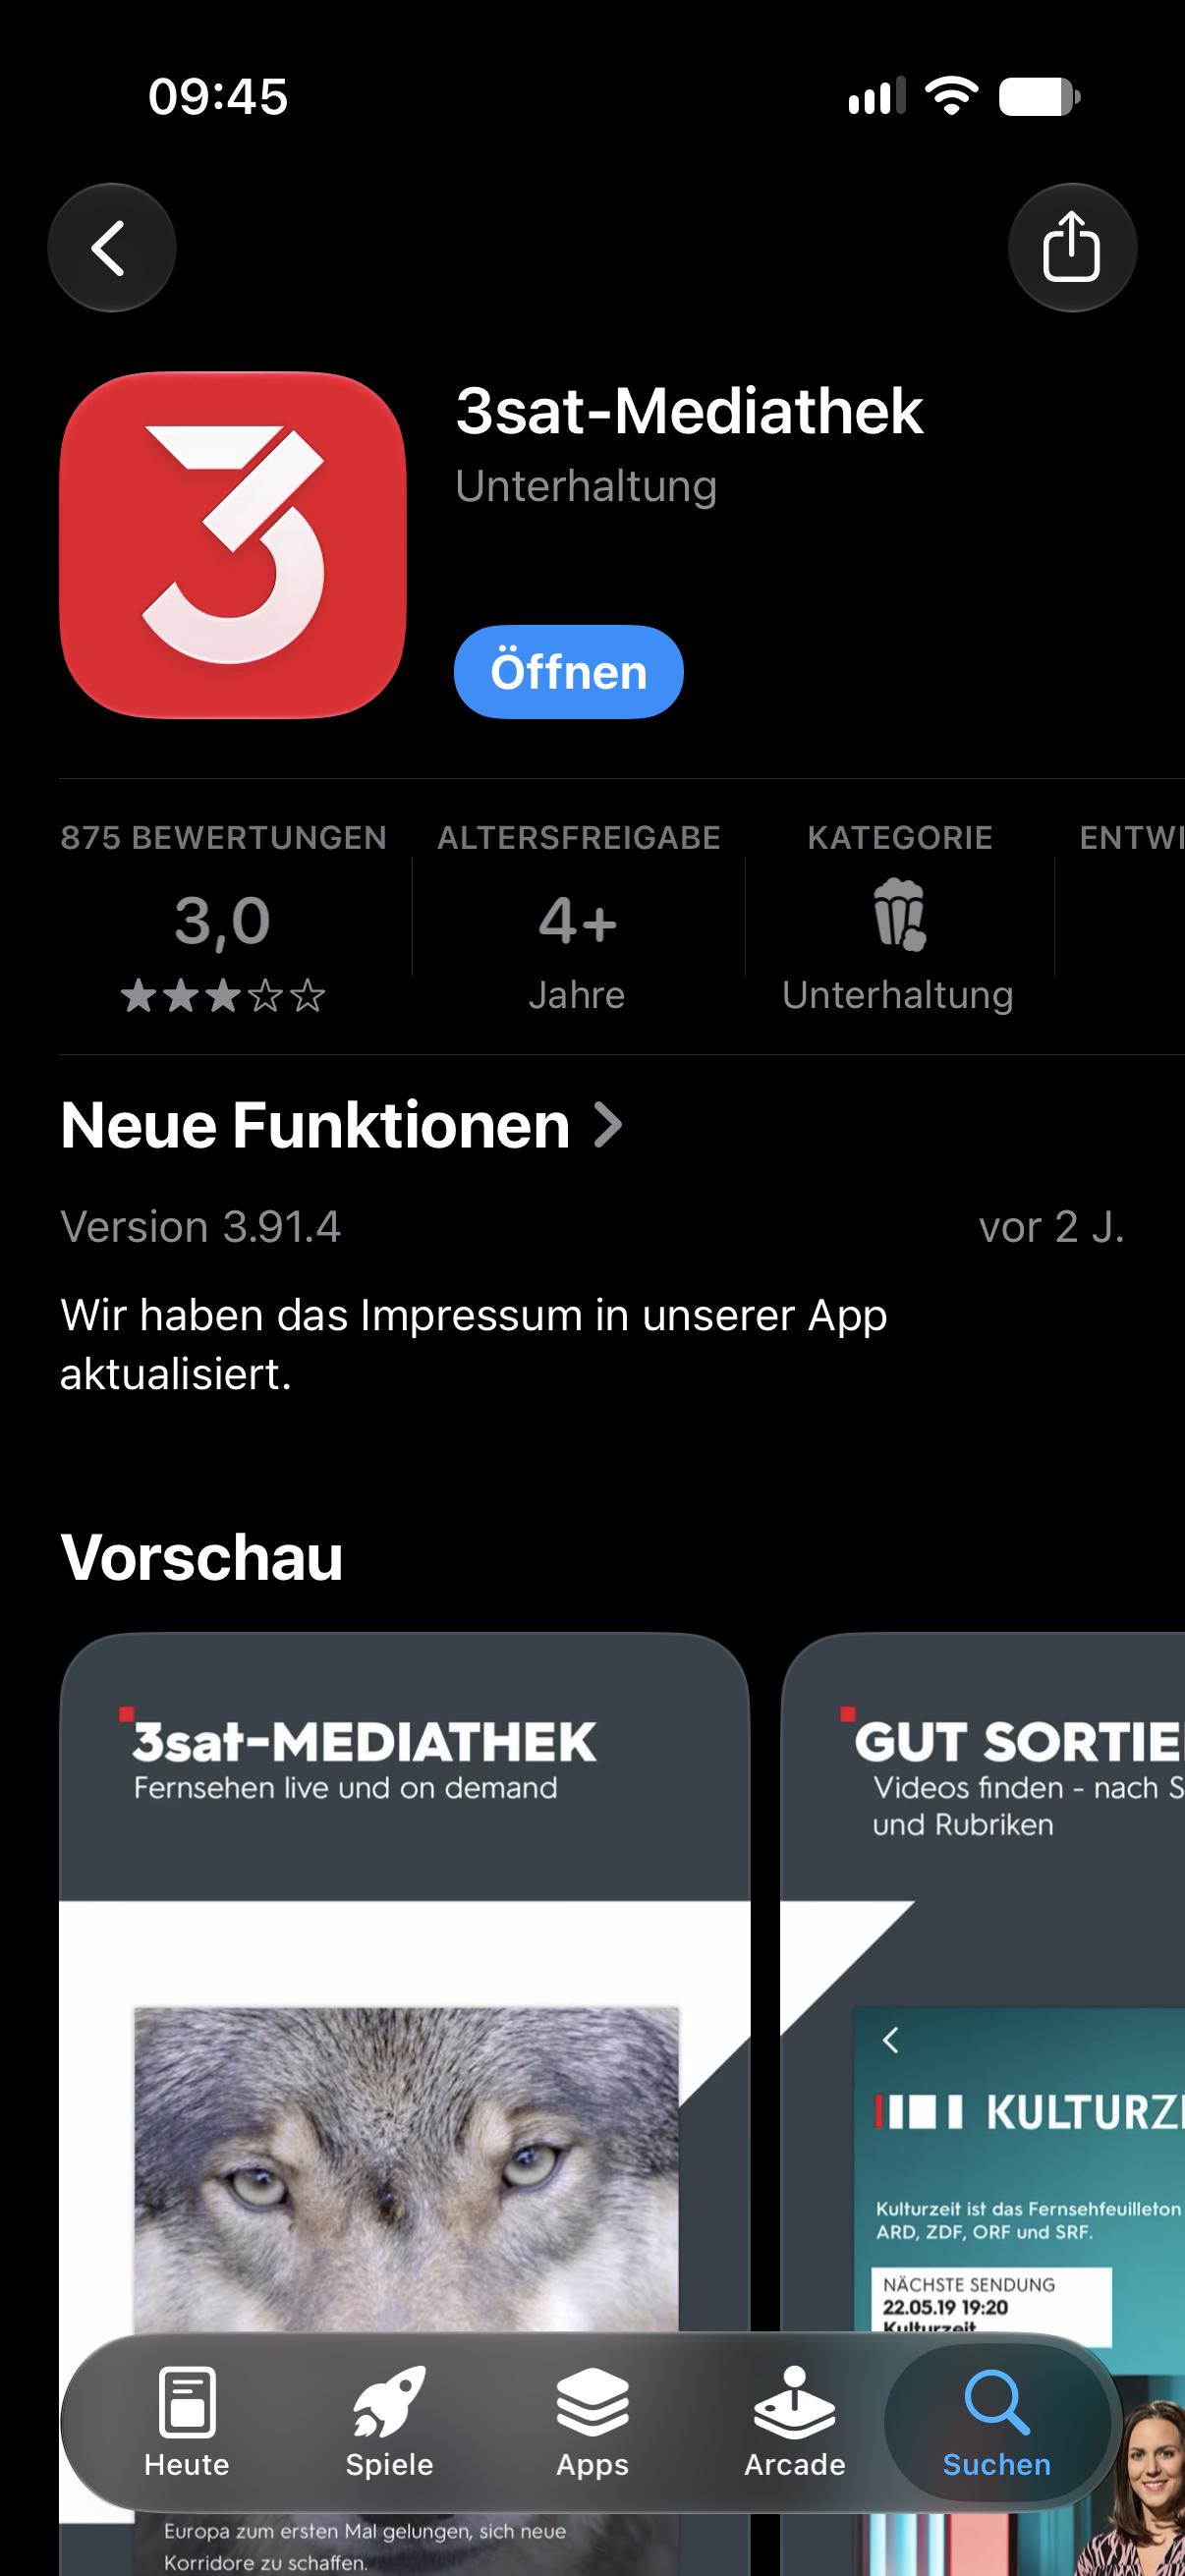 09:45
3sat-Mediathek
Unterhaltung
Öffnen
875 BEWERTUNGEN
3,0
ALTERSFREIGABE
4+
Jahre
KATEGORIE
Unterhaltung
Neue Funktionen
Version 3.91.4
vor 2 J.
Wir haben das Impressum in unserer App
aktualisiert.
Vorschau
3sat-MEDIATHEK
Fernsehen live und on demand
GUT
Videos finden - nach
und Rubriken
Kulturzeit ist das Fernsehfeuilleton
ARD, ZDF, ORF und SRF.
NÄCHSTE SENDUNG
22.05.19 19:20
Kulturzeit
Heute
Spiele
Apps
Arcade
Suchen
Europa zum ersten Mal gelungen, sich neue
Korridore zu schaffen.